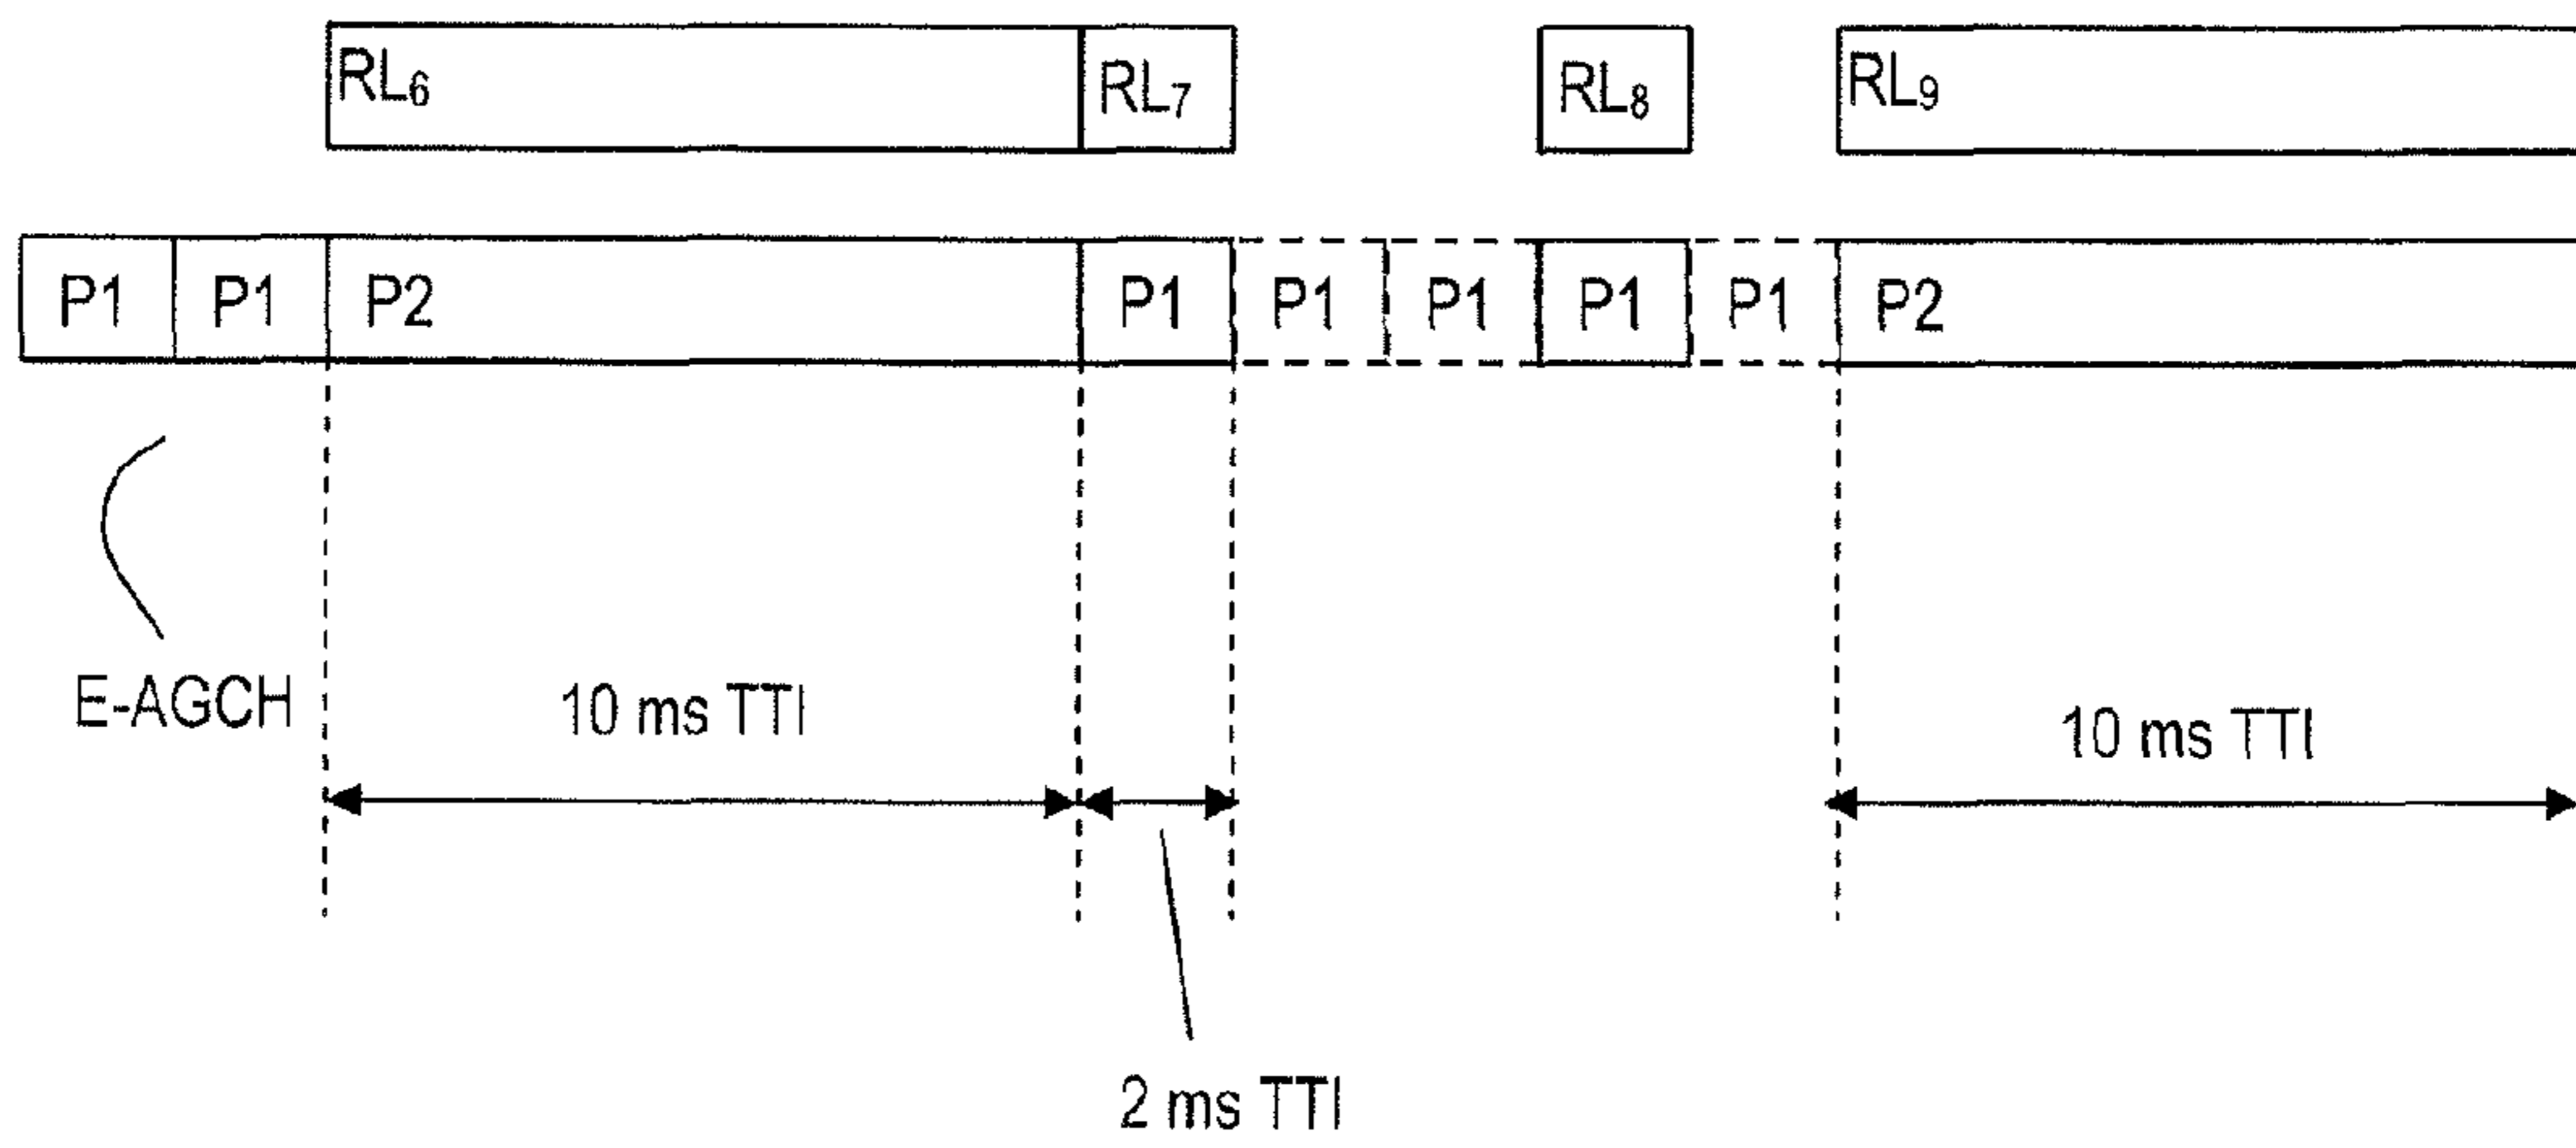 RL₆ RL₇ RL₈ RL₉
P1 P1 P2 P1 P1 P1 P1 P1 P2
E-AGCH 10 ms TTI 10 ms TTI
2 ms TTI